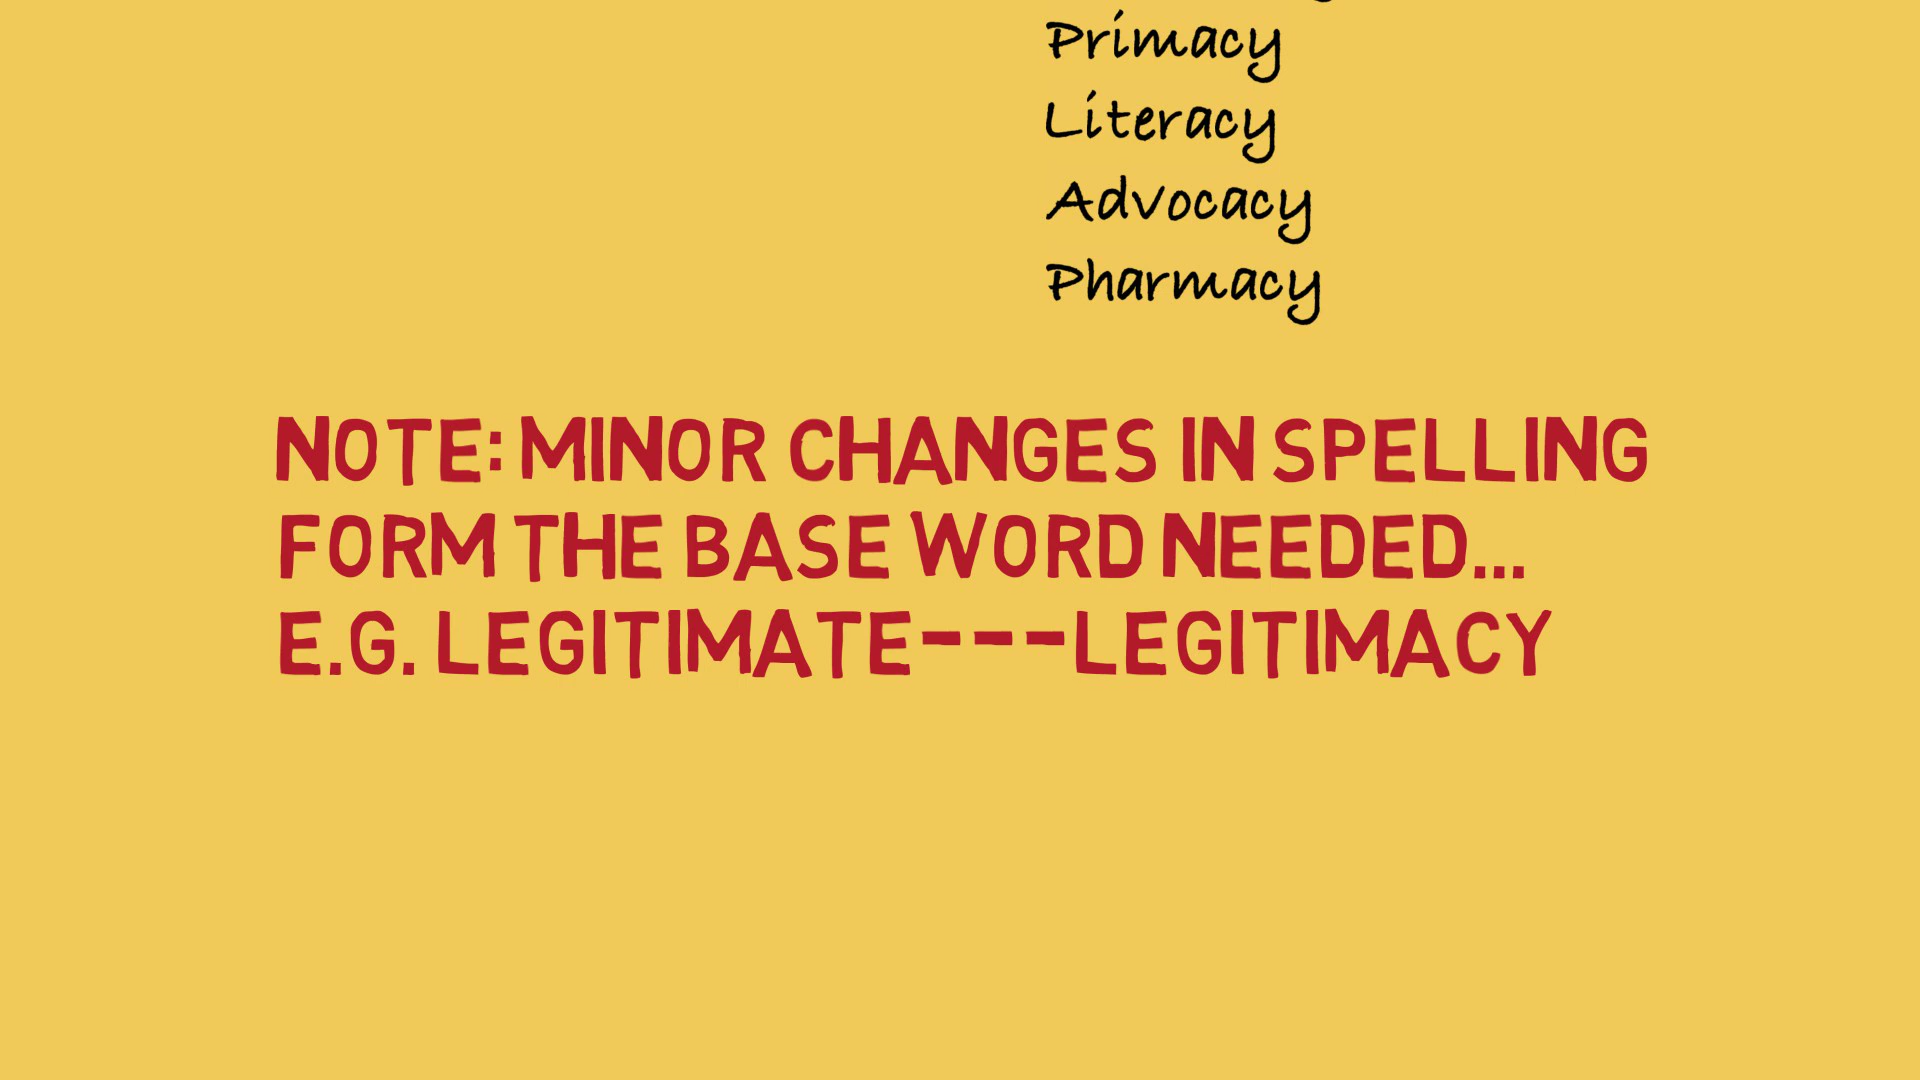 Primacy
Literacy
Advocacy
Pharmacy
NOTE: MINOR CHANGES IN SPELLING
FORM THE BASE WORD NEEDED...
E.G. LEGITIMATE---LEGITIMACY